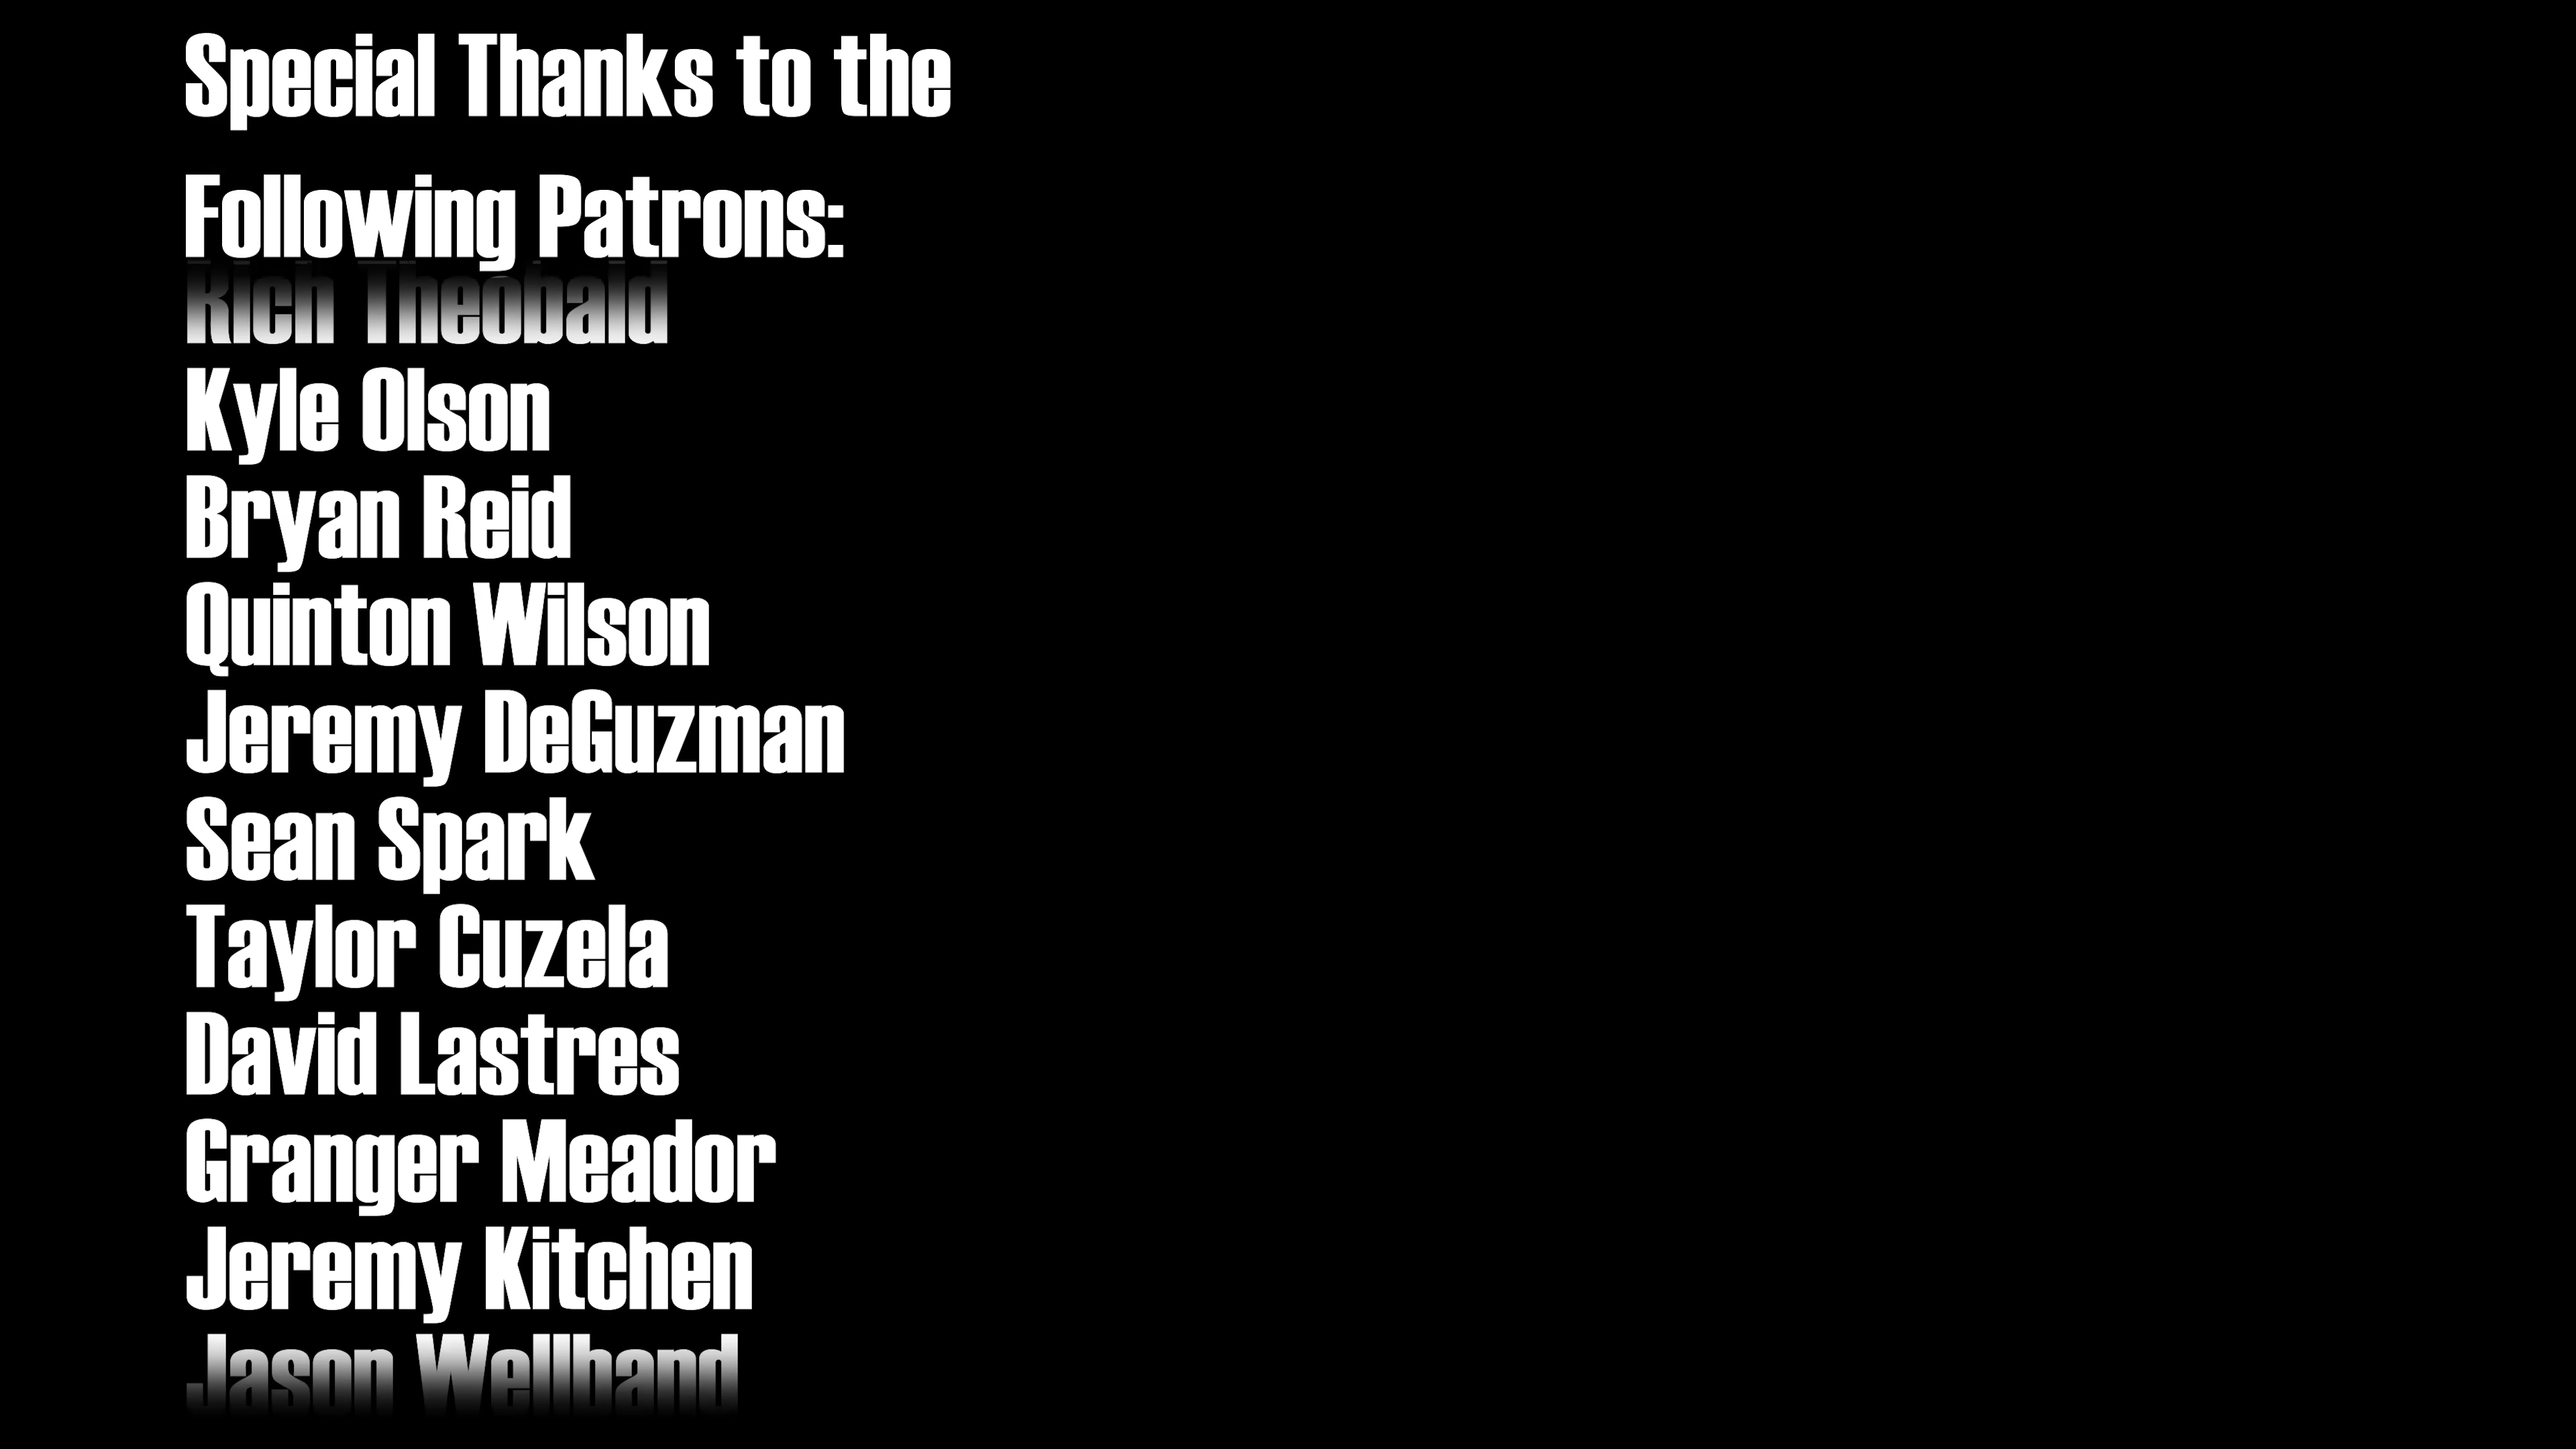 Special Thanks to the
Following Patrons:
Rich Theobald
Kyle Olson
Bryan Reid
Quinton Wilson
Jeremy DeGuzman
Sean Spark
Taylor Cuzela
David Lastres
Granger Meador
Jeremy Kitchen
Jason Wellband